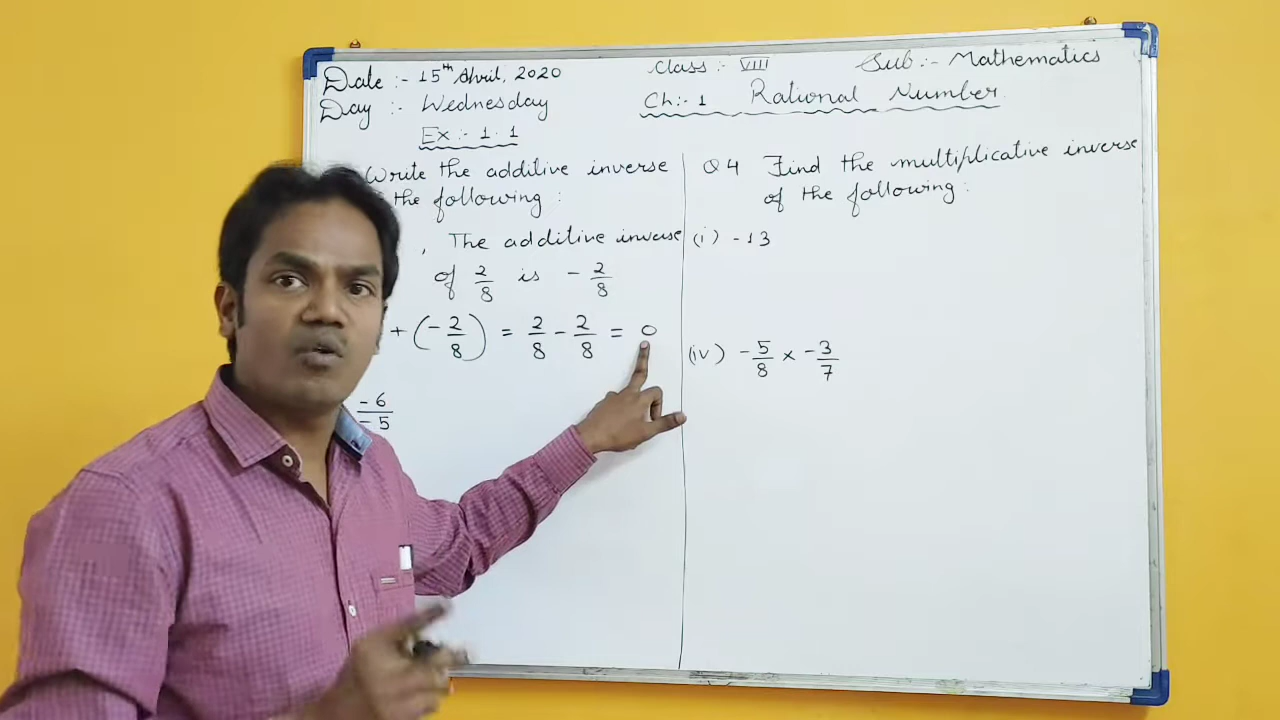 Date :- 15th April, 2020
Class :- VIII
Sub :- Mathematics
Day :- Wednesday
Ch:- 1 Rational Number
Ex :- 1.1
Write the additive inverse
the following :
, The additive inverse
of 2/8 is -2/8
+ (-2/8) = 2/8 - 2/8 = 0
-6/-5
Q4 Find the multiplicative inverse
of the following :
(i) -13
(iv) -5/8 × -3/7